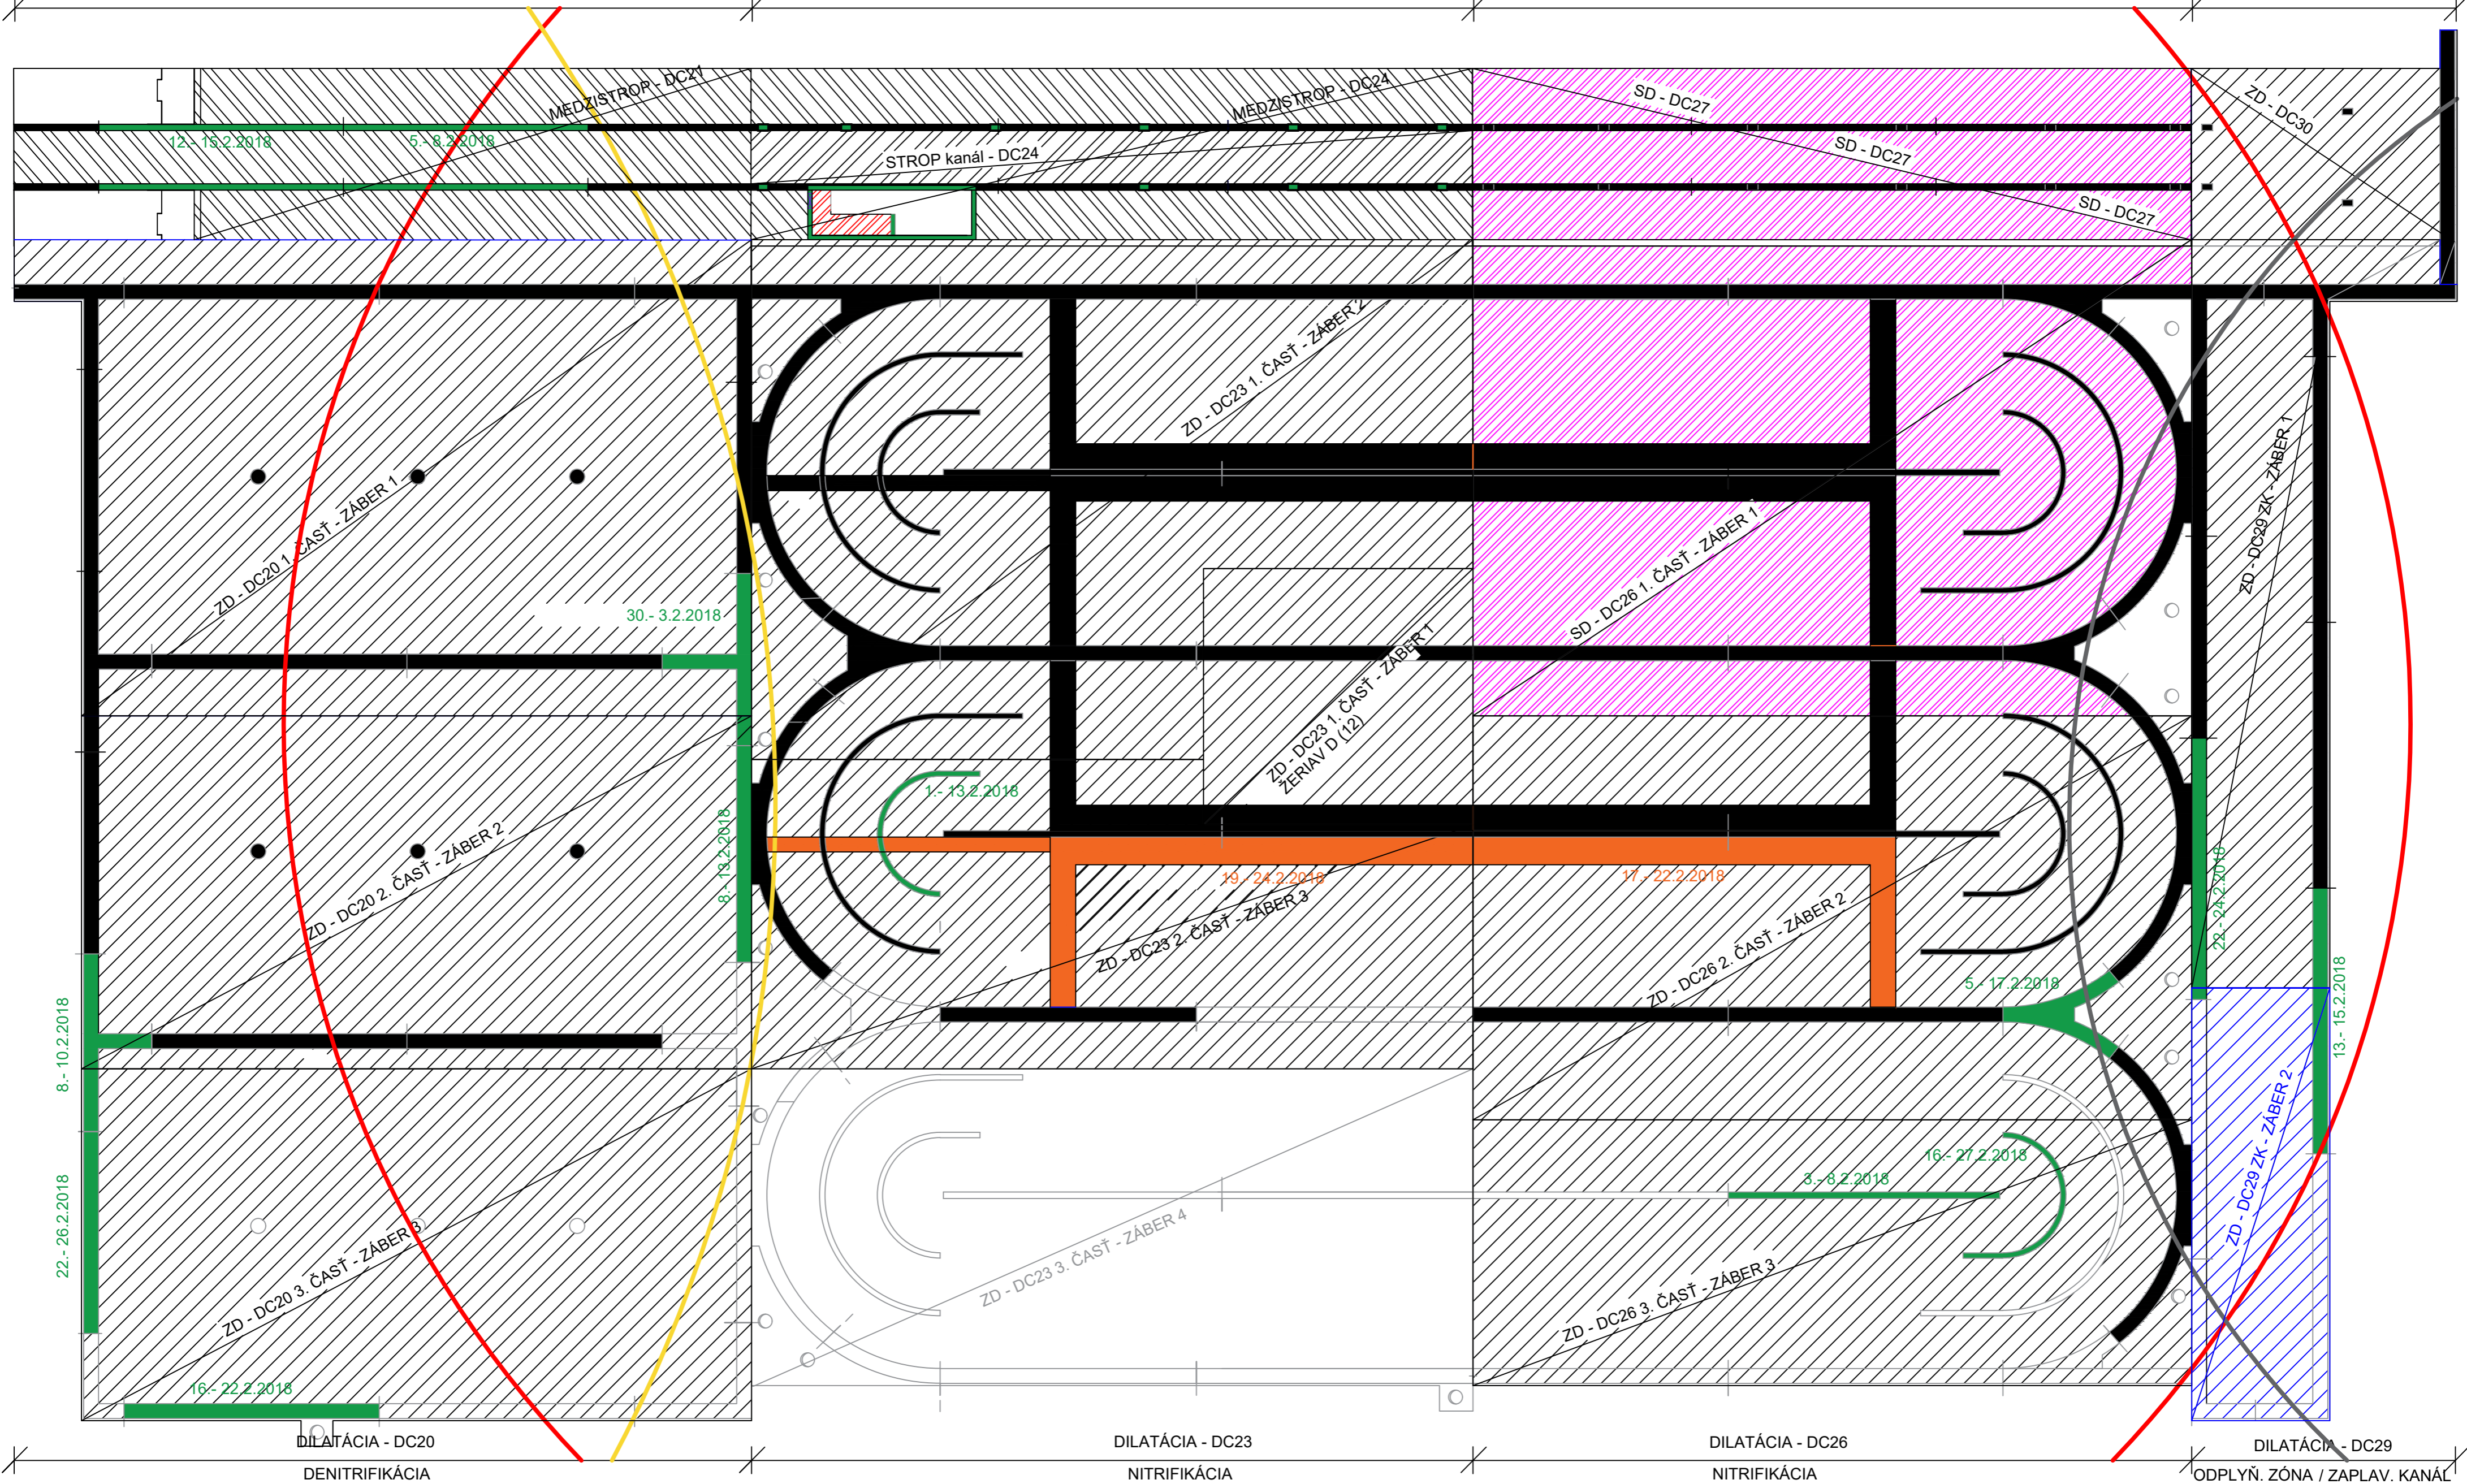 MEDZISTROP - DC21
MEDZISTROP - DC24
SD - DC27
ZD - DC30
12.- 15.2.2018
5.- 8.2.2018
STROP kanál - DC24
SD - DC27
SD - DC27
ZD - DC23 1. ČASŤ - ZÁBER 2
ZD - DC20 1. ČASŤ - ZÁBER 1
SD - DC26 1. ČASŤ - ZÁBER 1
ZD - DC29 ZK - ZÁBER 1
30.- 3.2.2018
ZD - DC23 1. ČASŤ - ZÁBER 1
ŽERIAV D (12)
1.- 13.2.2018
8.- 13.2.2018
ZD - DC20 2. ČASŤ - ZÁBER 2
19.- 24.2.2018
17.- 22.2.2018
22.- 24.2.2018
ZD - DC23 2. ČASŤ - ZÁBER 3
ZD - DC26 2. ČASŤ - ZÁBER 2
5.- 17.2.2018
13.- 15.2.2018
8.- 10.2.2018
16.- 27.2.2018
3.- 8.2.2018
ZD - DC29 ZK - ZÁBER 2
22.- 26.2.2018
ZD - DC20 3. ČASŤ - ZÁBER 3
ZD - DC23 3. ČASŤ - ZÁBER 4
ZD - DC26 3. ČASŤ - ZÁBER 3
16.- 22.2.2018
DILATÁCIA - DC20
DILATÁCIA - DC23
DILATÁCIA - DC26
DILATÁCIA - DC29
DENITRIFIKÁCIA
NITRIFIKÁCIA
NITRIFIKÁCIA
ODPLYŇ. ZÓNA / ZAPLAV. KANÁL